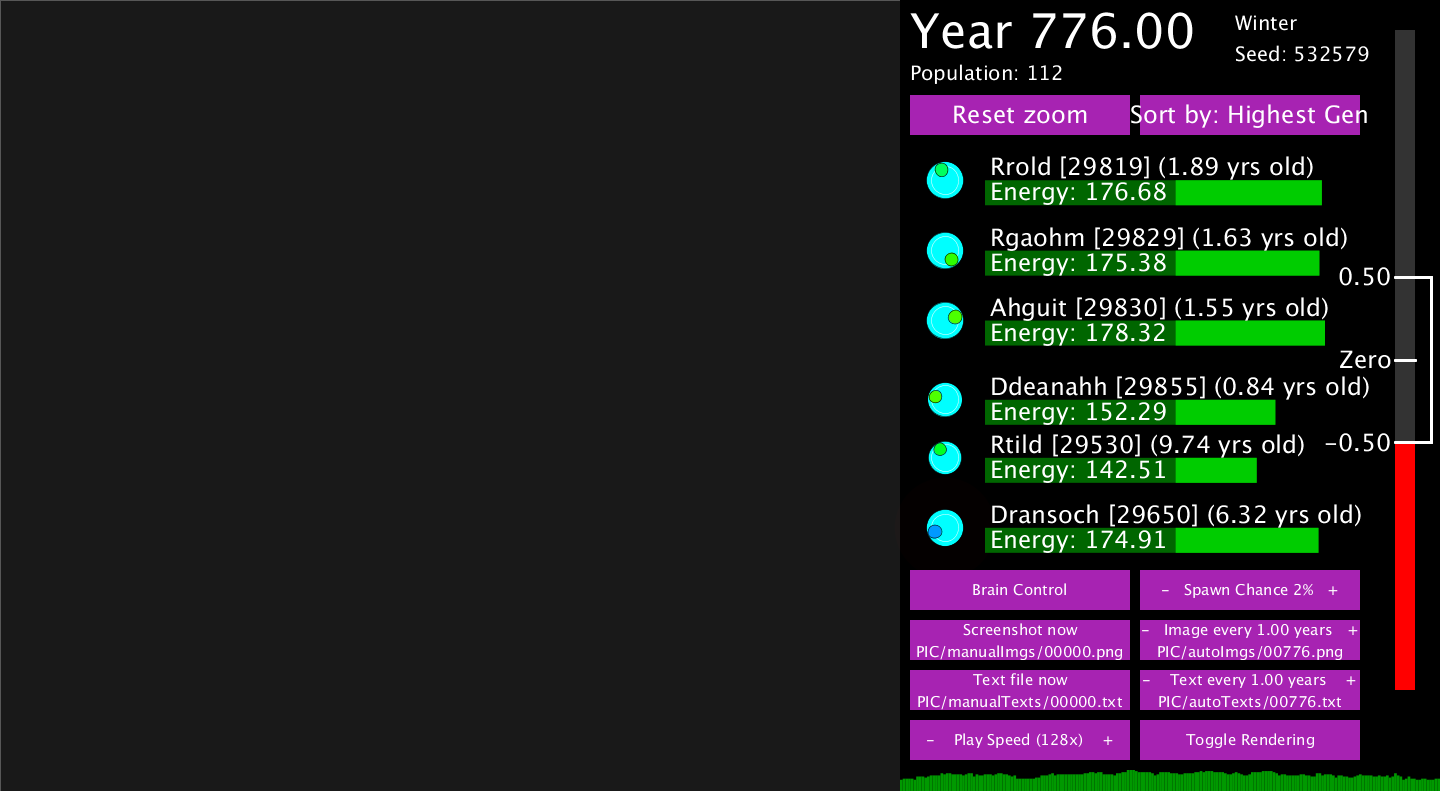 Year 776.00
Winter
Seed: 532579
Population: 112
Reset zoom
Sort by: Highest Gen
Rrold [29819] (1.89 yrs old)
Energy: 176.68
Rgaohm [29829] (1.63 yrs old)
Energy: 175.38
0.50
Ahguit [29830] (1.55 yrs old)
Energy: 178.32
Zero
Ddeanahh [29855] (0.84 yrs old)
Energy: 152.29
Rtild [29530] (9.74 yrs old)
-0.50
Energy: 142.51
Dransoch [29650] (6.32 yrs old)
Energy: 174.91
Brain Control
- Spawn Chance 2% +
Screenshot now
PIC/manualImgs/00000.png
- Image every 1.00 years +
PIC/autoImgs/00776.png
Text file now
PIC/manualTexts/00000.txt
- Text every 1.00 years +
PIC/autoTexts/00776.txt
- Play Speed (128x) +
Toggle Rendering